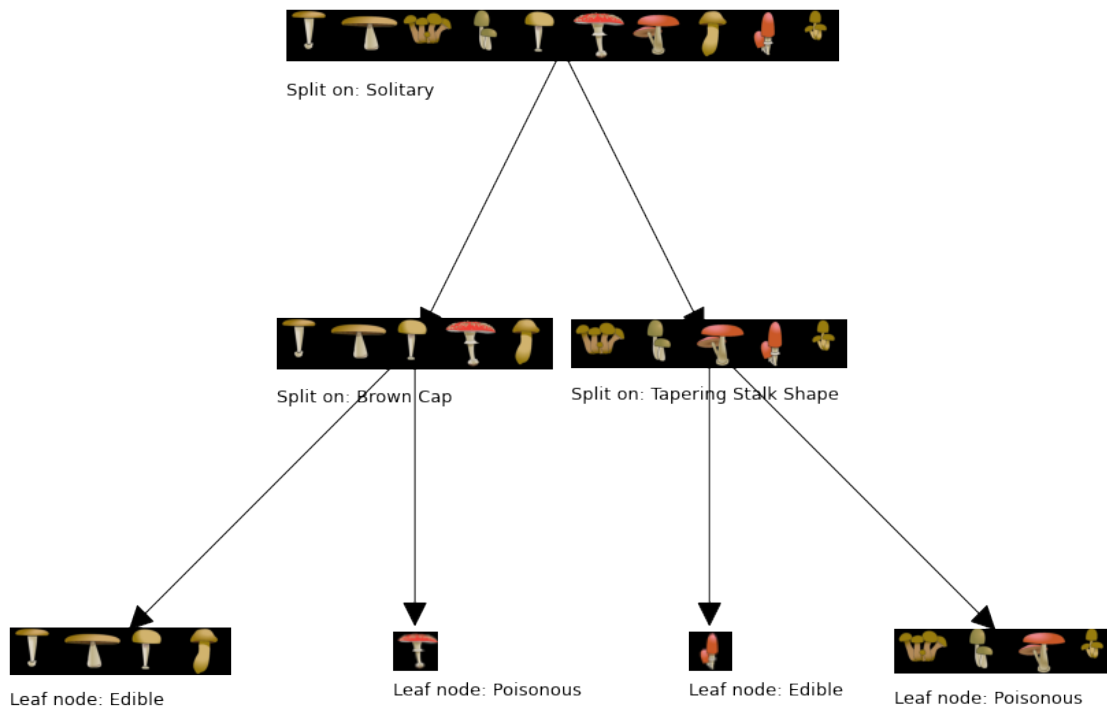 Split on: Solitary
Split on: Brown Cap
Split on: Tapering Stalk Shape
Leaf node: Edible
Leaf node: Poisonous
Leaf node: Edible
Leaf node: Poisonous